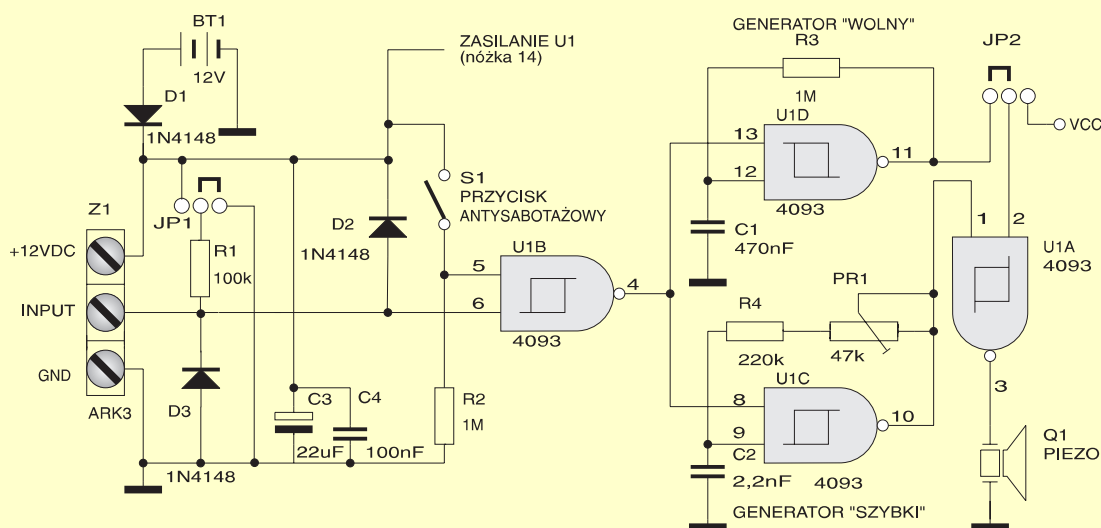 BT1
12V
D1
1N4148
ZASILANIE U1
(nóżka 14)
GENERATOR "WOLNY"
R3
1M
JP2
VCC
U1D
13
12
11
4093
C1
470nF
S1
PRZYCISK
ANTYSABOTAŻOWY
Z1
+12VDC
INPUT
GND
ARK3
JP1
R1
100k
D2
1N4148
U1B
5
6
4
4093
1
2
U1A
4093
3
PR1
R4
220k
47k
U1C
8
9
10
4093
C2
2,2nF
GENERATOR "SZYBKI"
D3
1N4148
C3
22uF
C4
100nF
R2
1M
Q1
PIEZO